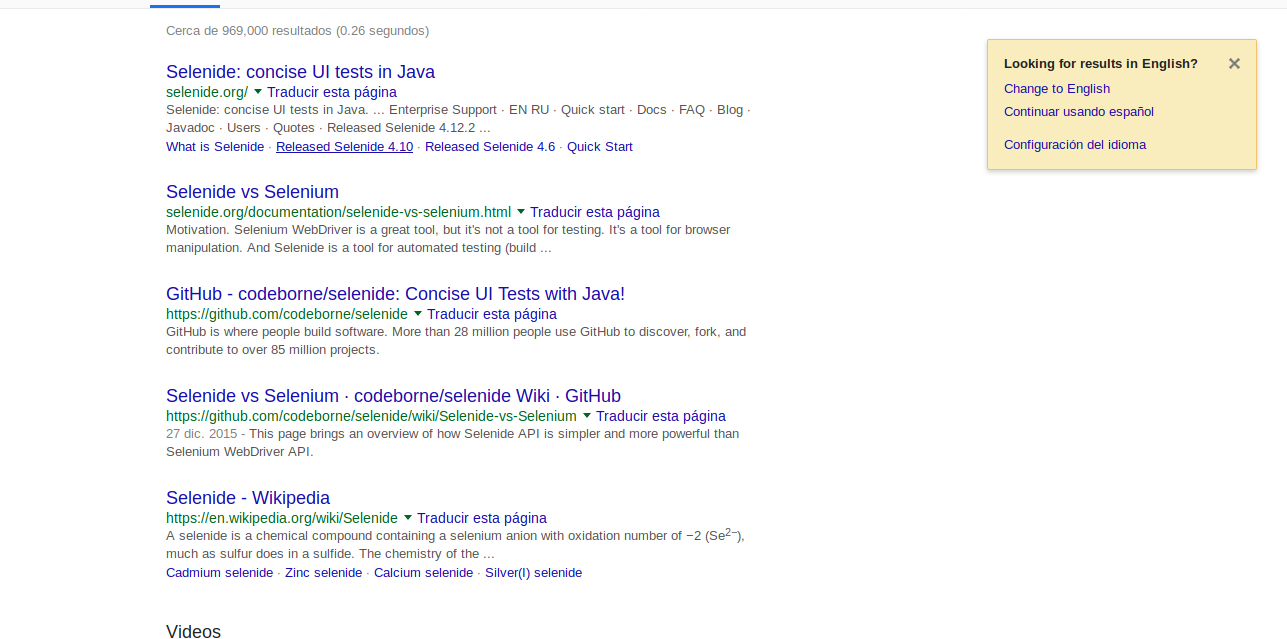 Cerca de 969,000 resultados (0.26 segundos)
Selenide: concise UI tests in Java
selenide.org/ Traducir esta página
Selenide: concise UI tests in Java. ... Enterprise Support · EN RU · Quick start · Docs · FAQ · Blog ·
Javadoc · Users · Quotes · Released Selenide 4.12.2 ...
What is Selenide · Released Selenide 4.10 · Released Selenide 4.6 · Quick Start
Selenide vs Selenium
selenide.org/documentation/selenide-vs-selenium.html Traducir esta página
Motivation. Selenium WebDriver is a great tool, but it's not a tool for testing. It's a tool for browser
manipulation. And Selenide is a tool for automated testing (build ...
GitHub - codeborne/selenide: Concise UI Tests with Java!
https://github.com/codeborne/selenide Traducir esta página
GitHub is where people build software. More than 28 million people use GitHub to discover, fork, and
contribute to over 85 million projects.
Selenide vs Selenium · codeborne/selenide Wiki · GitHub
https://github.com/codeborne/selenide/wiki/Selenide-vs-Selenium Traducir esta página
27 dic. 2015 - This page brings an overview of how Selenide API is simpler and more powerful than
Selenium WebDriver API.
Selenide - Wikipedia
https://en.wikipedia.org/wiki/Selenide Traducir esta página
A selenide is a chemical compound containing a selenium anion with oxidation number of −2 (Se²⁻),
much as sulfur does in a sulfide. The chemistry of the ...
Cadmium selenide · Zinc selenide · Calcium selenide · Silver(I) selenide
Videos
Looking for results in English?
Change to English
Continuar usando español
Configuración del idioma